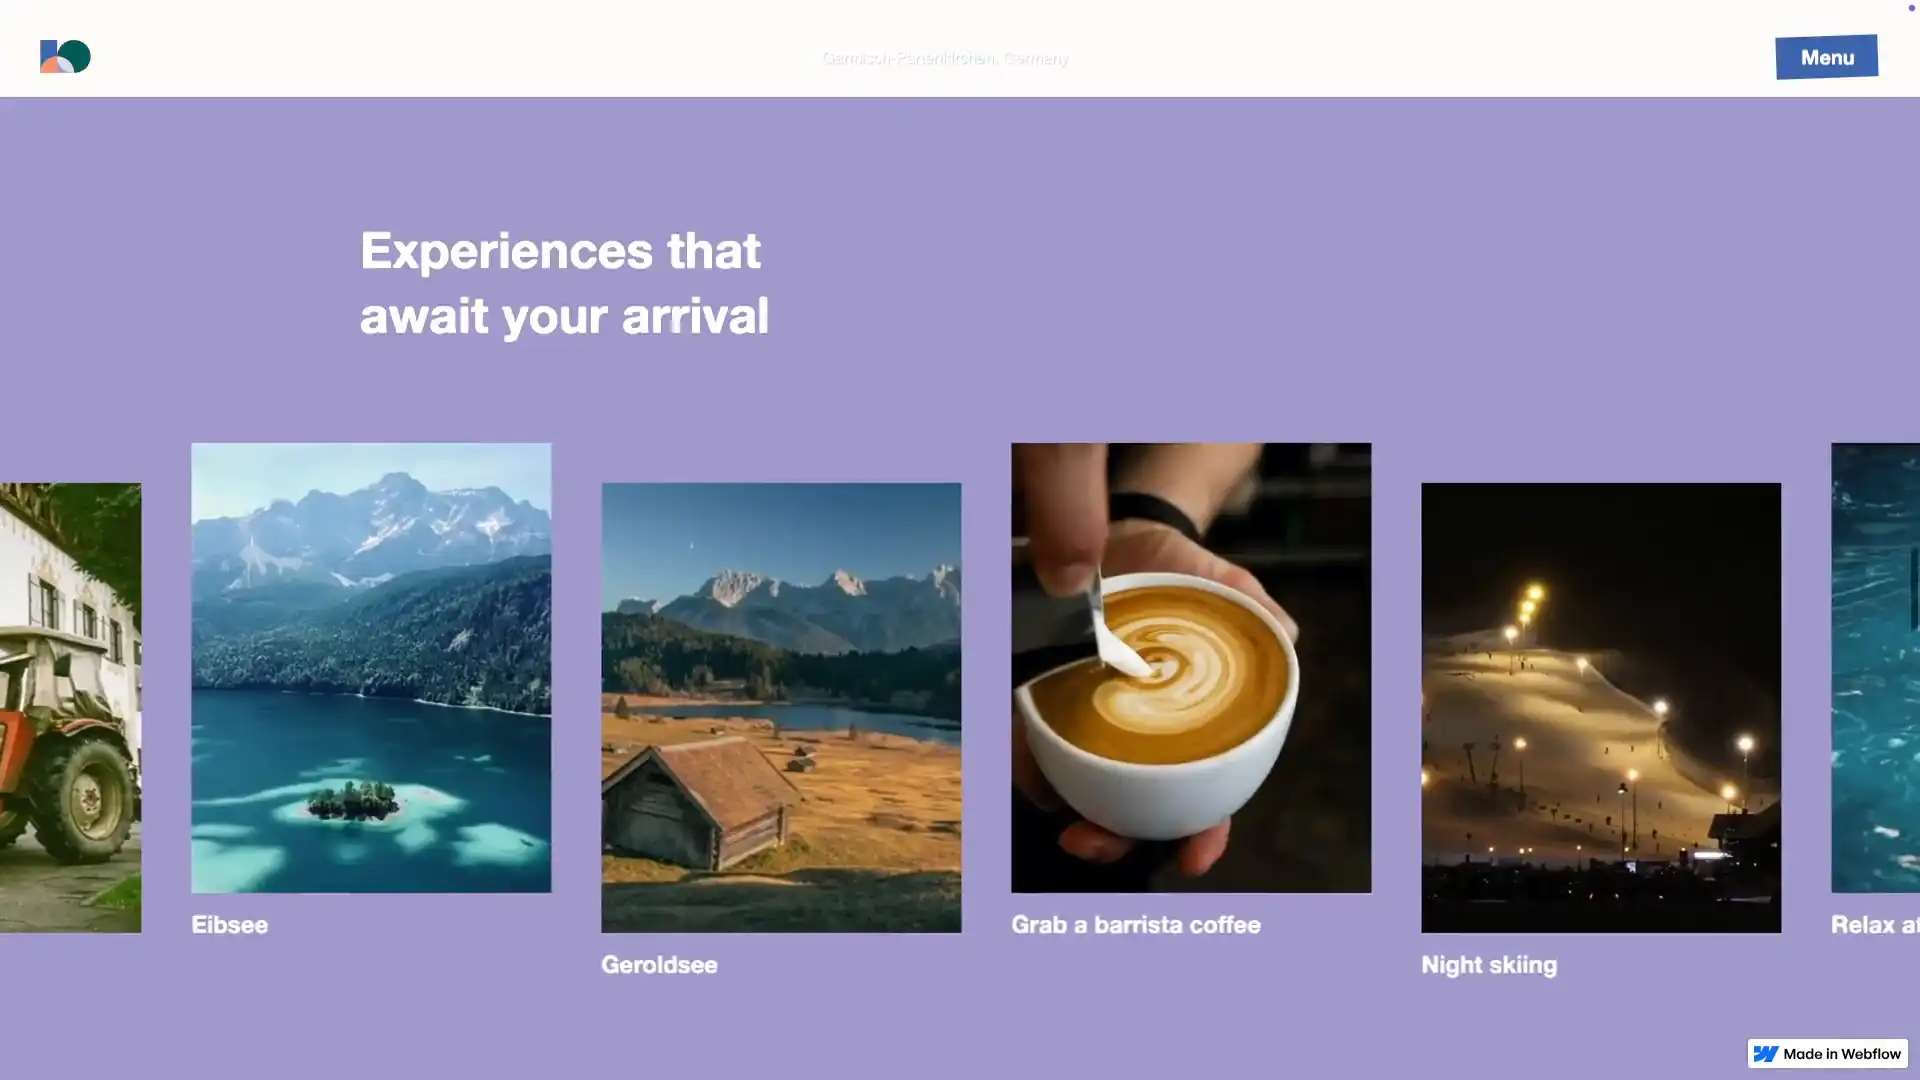 Garmisch-Partenkirchen, Germany
Menu
Experiences that
await your arrival
Eibsee
Geroldsee
Grab a barrista coffee
Night skiing
Relax at
Made in Webflow